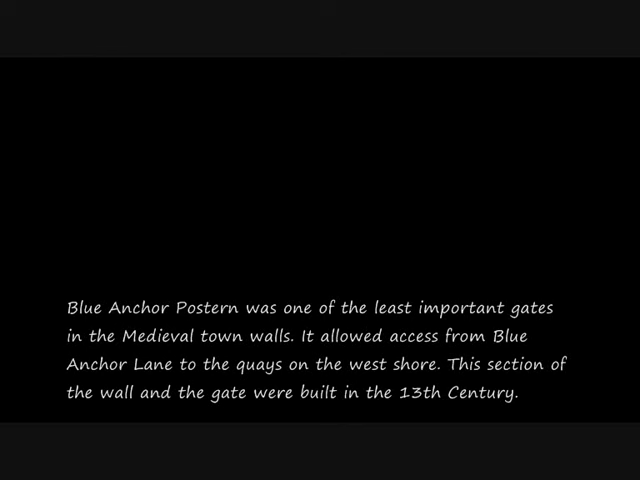 Blue Anchor Postern was one of the least important gates
in the Medieval town walls. It allowed access from Blue
Anchor Lane to the quays on the west shore. This section of
the wall and the gate were built in the 13th Century.